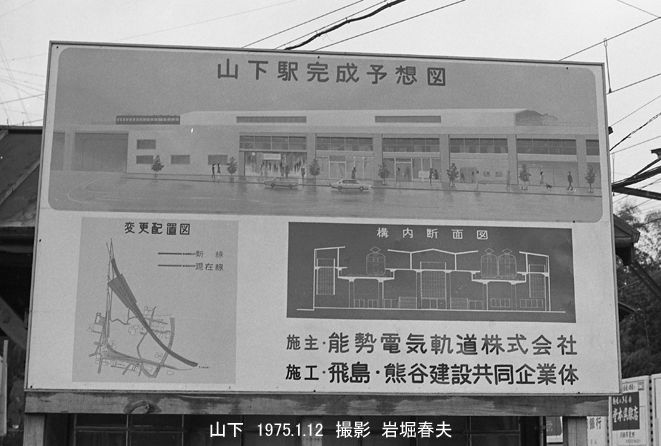 山下駅完成予想図
変更配置図
新線
現在線
構内断面図
施主・能勢電気軌道株式会社
施工・飛島・熊谷建設共同企業体
銀行
山下 1975.1.12 撮影 岩堀春夫